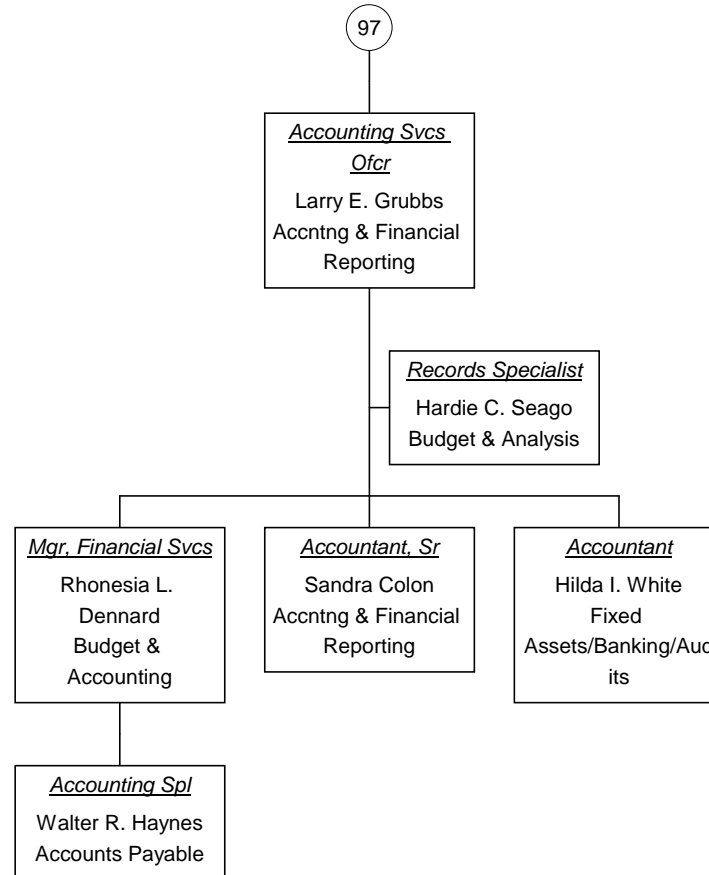 97
Accounting Svcs
Ofcr
Larry E. Grubbs
Accntng & Financial
Reporting
Records Specialist
Hardie C. Seago
Budget & Analysis
Mgr, Financial Svcs
Rhonesia L.
Dennard
Budget &
Accounting
Accountant, Sr
Sandra Colon
Accntng & Financial
Reporting
Accountant
Hilda I. White
Fixed
Assets/Banking/Aud
its
Accounting Spl
Walter R. Haynes
Accounts Payable